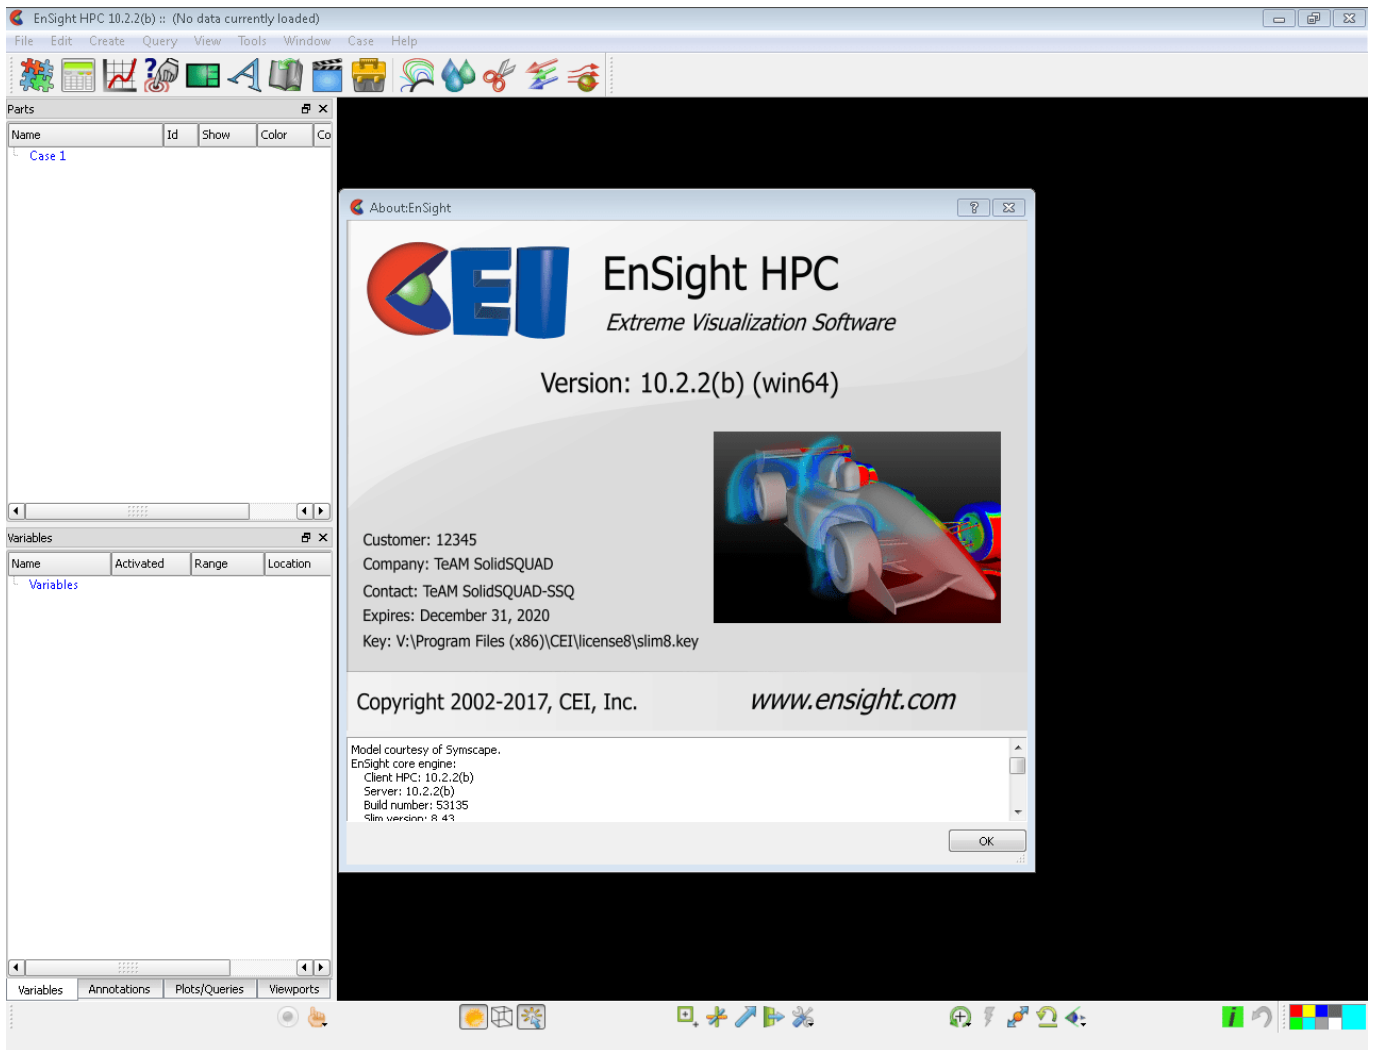 EnSight HPC 10.2.2(b) :: (No data currently loaded)
File Edit Create Query View Tools Window Case Help
Parts
Name Id Show Color Co
Case 1
About:EnSight
CEI
EnSight HPC
Extreme Visualization Software
Version: 10.2.2(b) (win64)
Customer: 12345
Company: TeAM SolidSQUAD
Contact: TeAM SolidSQUAD-SSQ
Expires: December 31, 2020
Key: V:\Program Files (x86)\CEI\license8\slim8.key
Copyright 2002-2017, CEI, Inc.
www.ensight.com
Model courtesy of Symscape.
EnSight core engine:
Client HPC: 10.2.2(b)
Server: 10.2.2(b)
Build number: 53135
Slim version: 8.43
OK
Variables
Name Activated Range Location
Variables
Variables Annotations Plots/Queries Viewports